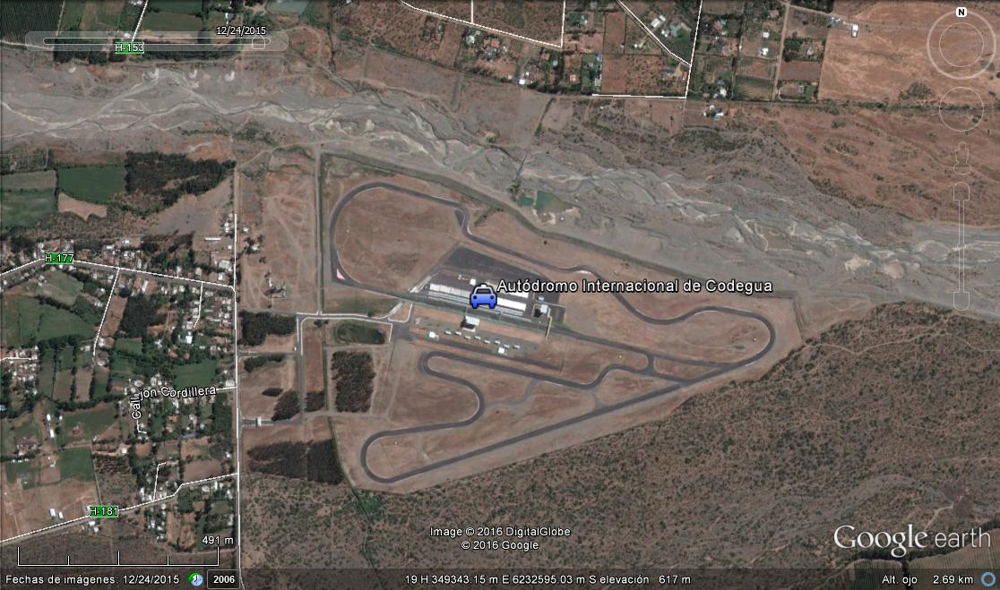 12/24/2015
H-153
H-177
Autódromo Internacional de Codegua
Callejon Cordillera
H-181
491 m
Image © 2016 DigitalGlobe
© 2016 Google
Google earth
Fechas de imágenes: 12/24/2015
2006
19 H 349343.15 m E 6232595.03 m S elevación 617 m
Alt. ojo 2.69 km
N